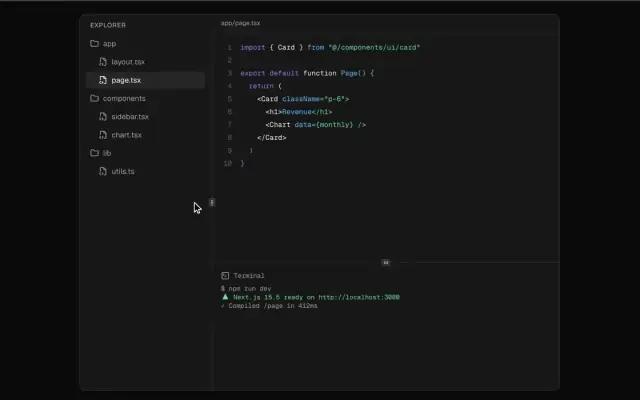 EXPLORER
app
layout.tsx
page.tsx
components
sidebar.tsx
chart.tsx
lib
utils.ts
app/page.tsx
1 import { Card } from "@/components/ui/card"
2
3 export default function Page() {
4 return (
5 <Card className="p-6">
6 <h1>Revenue</h1>
7 <Chart data={monthly} />
8 </Card>
9 )
10 }
Terminal
$ npm run dev
▲ Next.js 15.5 ready on http://localhost:3000
✓ Compiled /page in 412ms